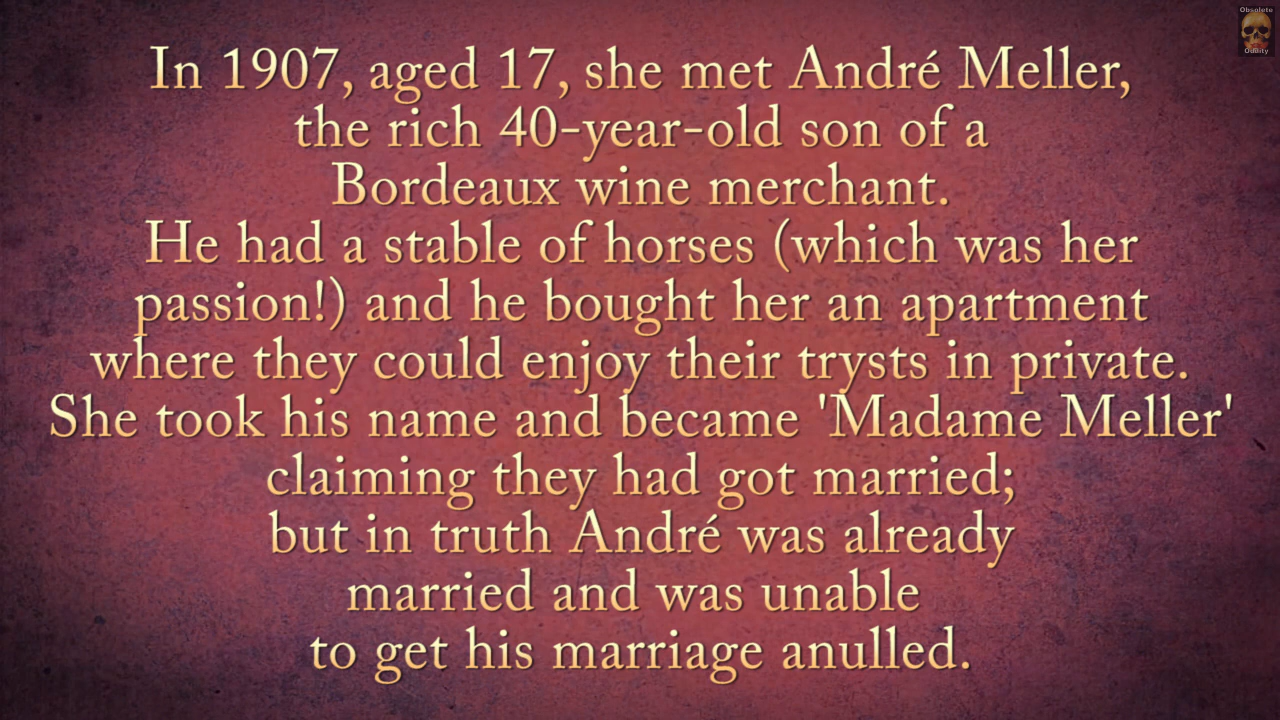 Obsolete
Oddity
In 1907, aged 17, she met André Meller,
the rich 40-year-old son of a
Bordeaux wine merchant.
He had a stable of horses (which was her
passion!) and he bought her an apartment
where they could enjoy their trysts in private.
She took his name and became 'Madame Meller'
claiming they had got married;
but in truth André was already
married and was unable
to get his marriage anulled.